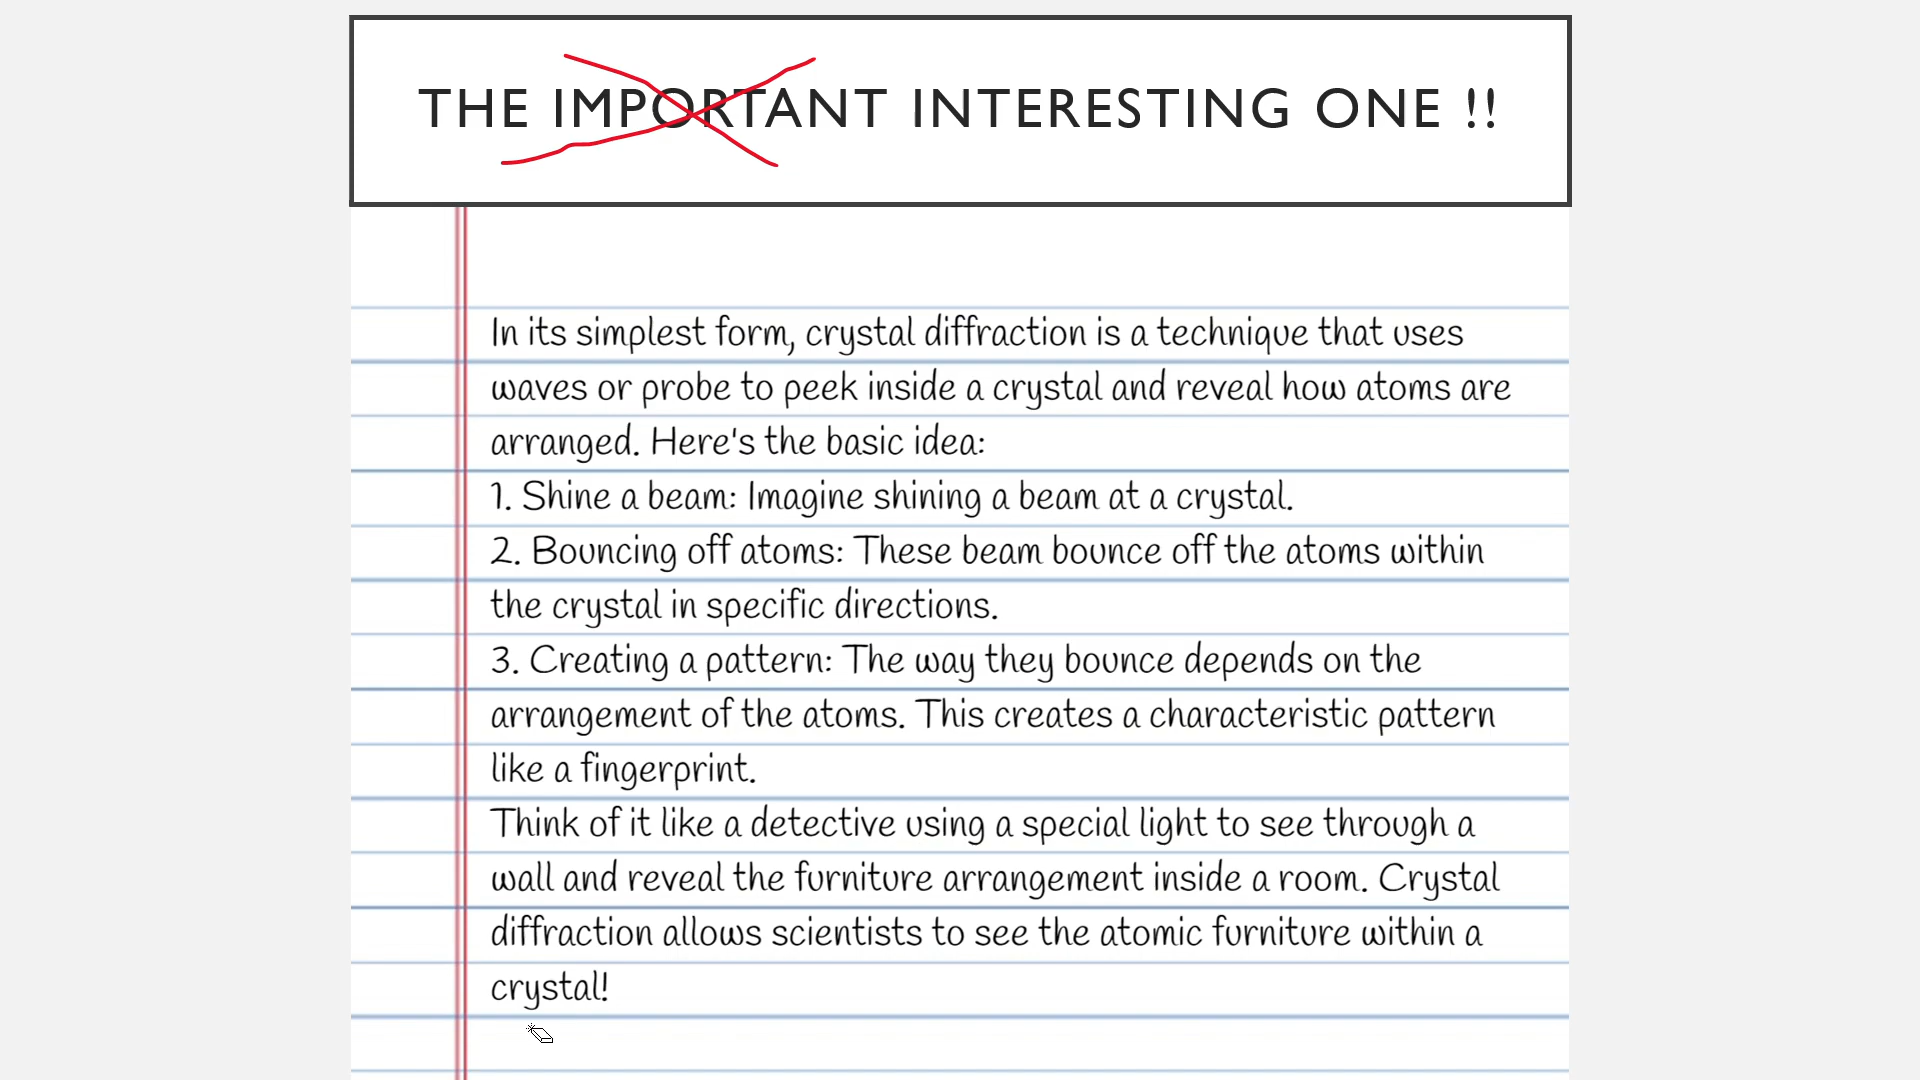 THE IMPORTANT INTERESTING ONE !!
In its simplest form, crystal diffraction is a technique that uses
waves or probe to peek inside a crystal and reveal how atoms are
arranged. Here's the basic idea:
1. Shine a beam: Imagine shining a beam at a crystal.
2. Bouncing off atoms: These beam bounce off the atoms within
the crystal in specific directions.
3. Creating a pattern: The way they bounce depends on the
arrangement of the atoms. This creates a characteristic pattern
like a fingerprint.
Think of it like a detective using a special light to see through a
wall and reveal the furniture arrangement inside a room. Crystal
diffraction allows scientists to see the atomic furniture within a
crystal!